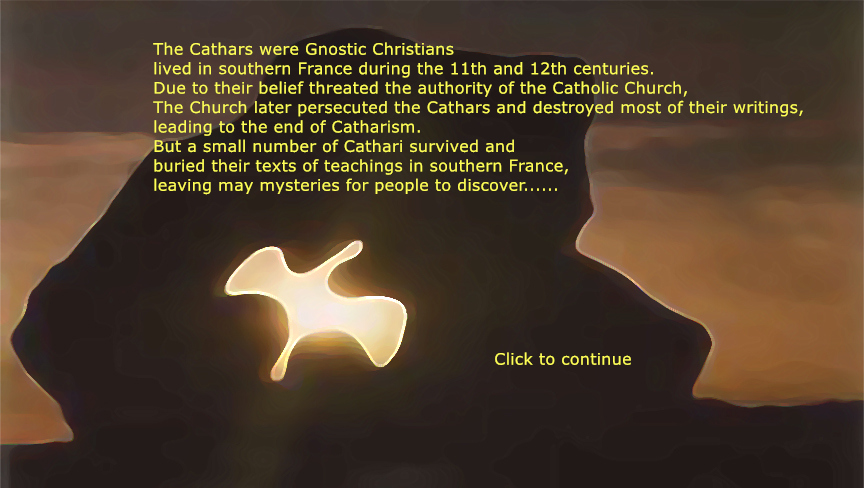 The Cathars were Gnostic Christians
lived in southern France during the 11th and 12th centuries.
Due to their belief threated the authority of the Catholic Church,
The Church later persecuted the Cathars and destroyed most of their writings,
leading to the end of Catharism.
But a small number of Cathari survived and
buried their texts of teachings in southern France,
leaving may mysteries for people to discover......
Click to continue